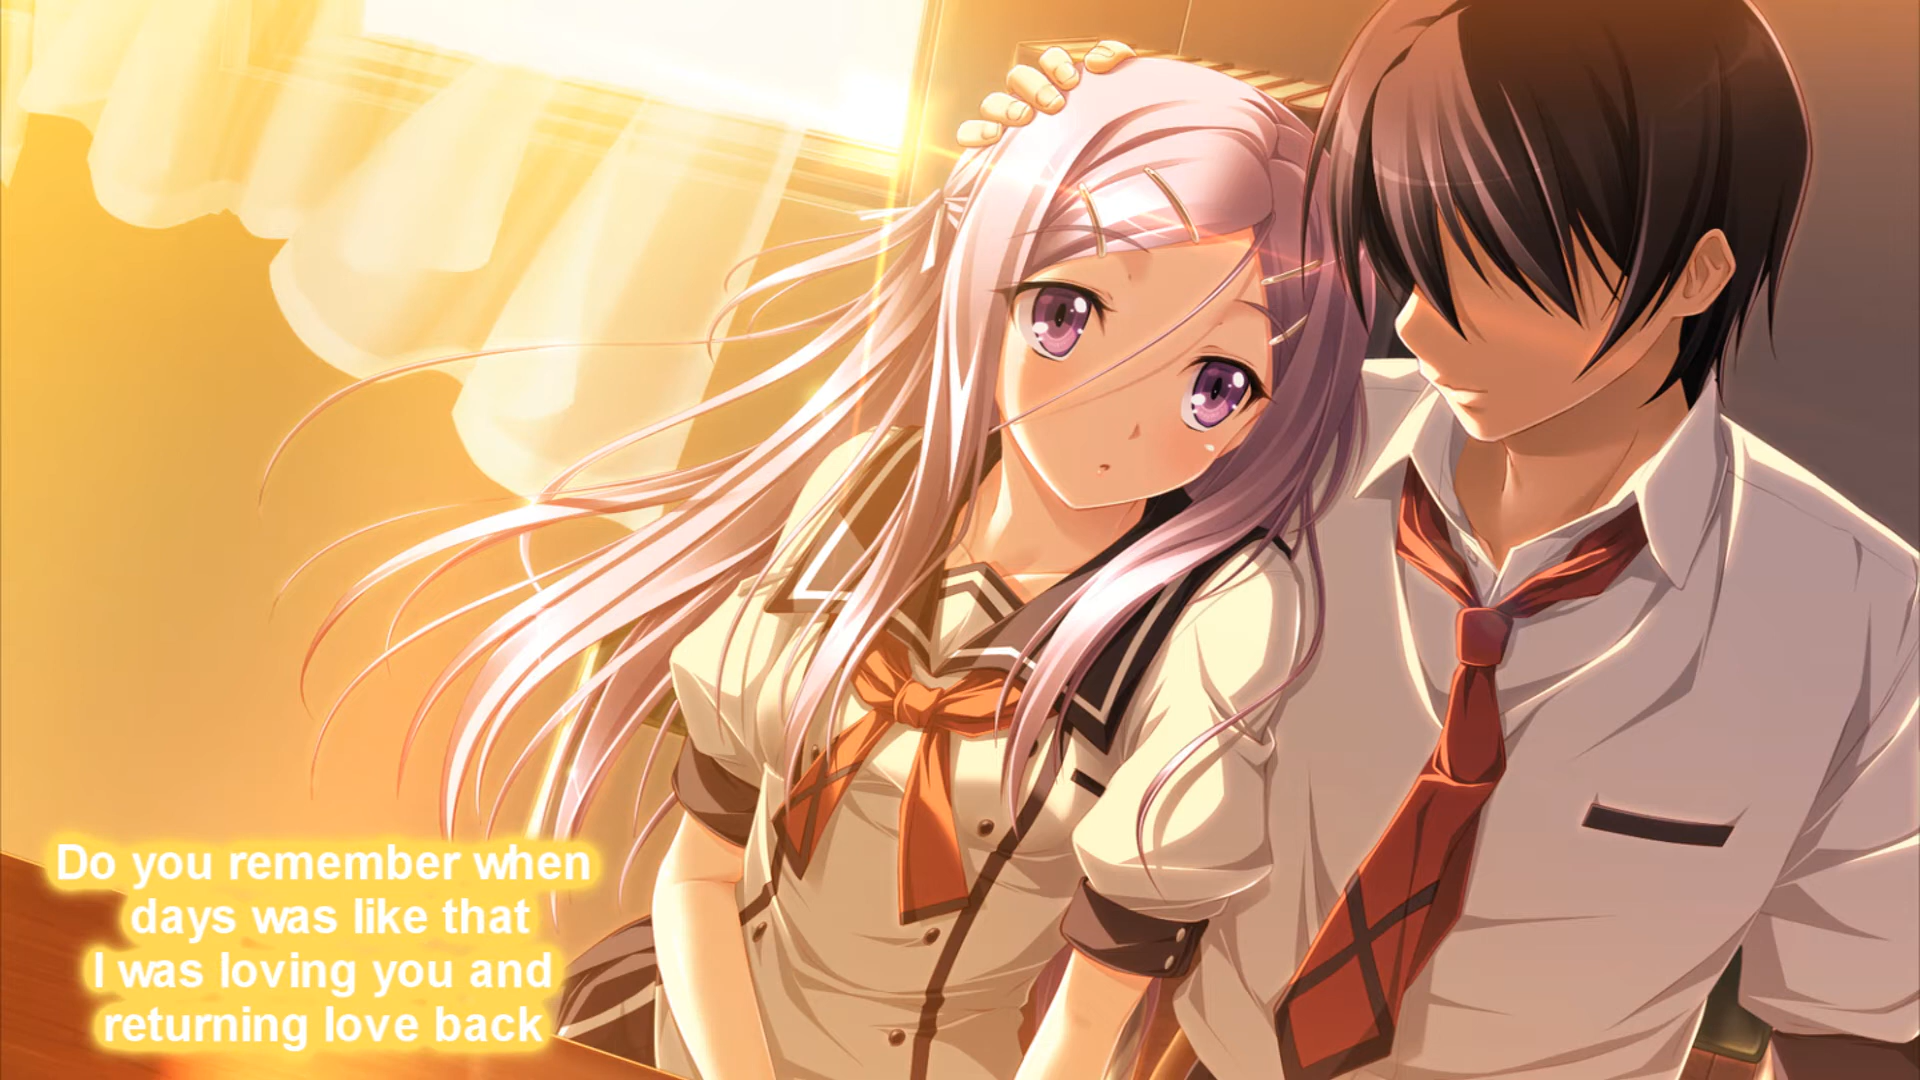 Do you remember when
days was like that
I was loving you and
returning love back